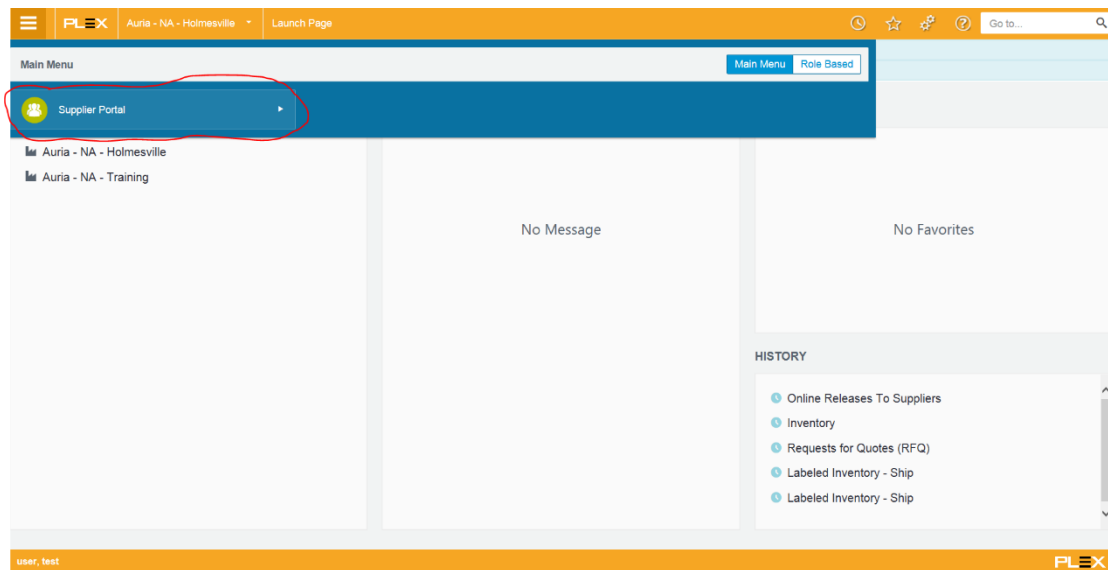 PLEX Auria - NA - Holmesville Launch Page Go to...
Main Menu Main Menu Role Based
Supplier Portal
Auria - NA - Holmesville
Auria - NA - Training
No Message
No Favorites
HISTORY
Online Releases To Suppliers
Inventory
Requests for Quotes (RFQ)
Labeled Inventory - Ship
Labeled Inventory - Ship
user, test PLEX